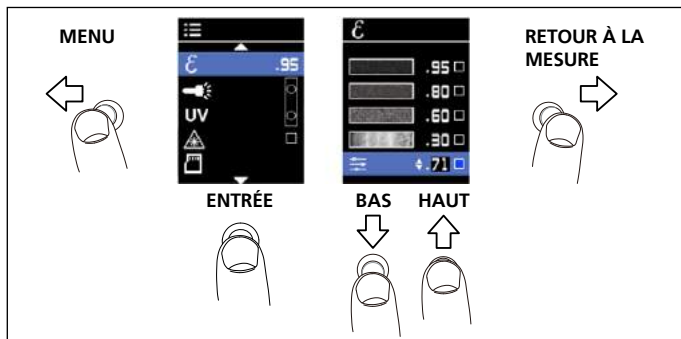 MENU
ε .95
UV
ENTRÉE
ε
.95
.80
.60
.30
.71
BAS HAUT
RETOUR À LA
MESURE